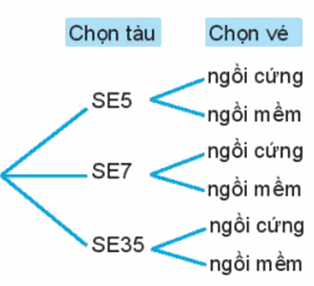 Chọn tàu
Chọn vé
SE5
ngồi cứng
ngồi mềm
SE7
ngồi cứng
ngồi mềm
SE35
ngồi cứng
ngồi mềm